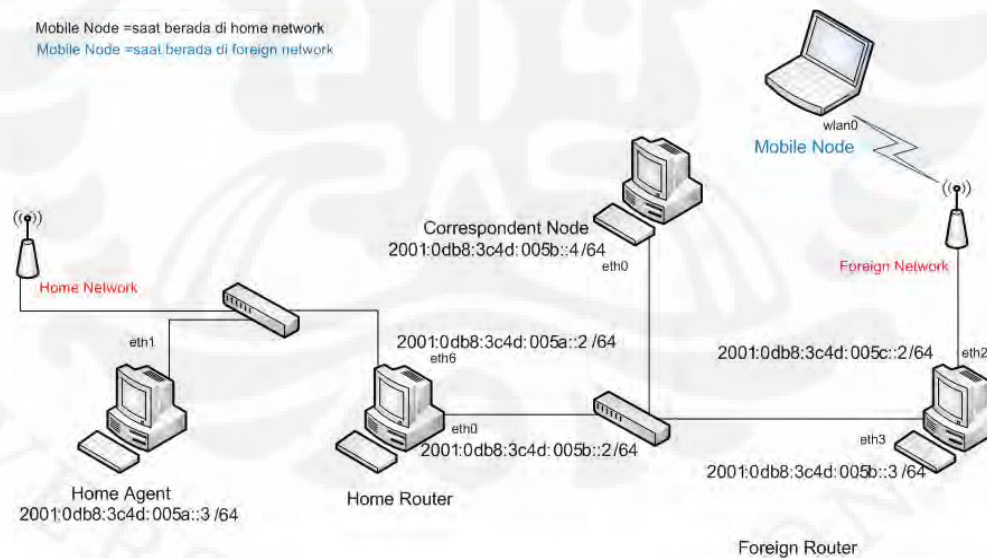 Mobile Node =saat berada di home network
Mobile Node =saat berada di foreign network
wlan0
Mobile Node
Correspondent Node
2001:0db8:3c4d:005b::4/64
eth0
Home Network
Foreign Network
eth1
2001:0db8:3c4d:005a::2/64
eth6
2001:0db8:3c4d:005c::2/64
eth2
eth0
2001:0db8:3c4d:005b::2/64
eth3
2001:0db8:3c4d:005b::3/64
Home Agent
2001:0db8:3c4d:005a::3/64
Home Router
Foreign Router